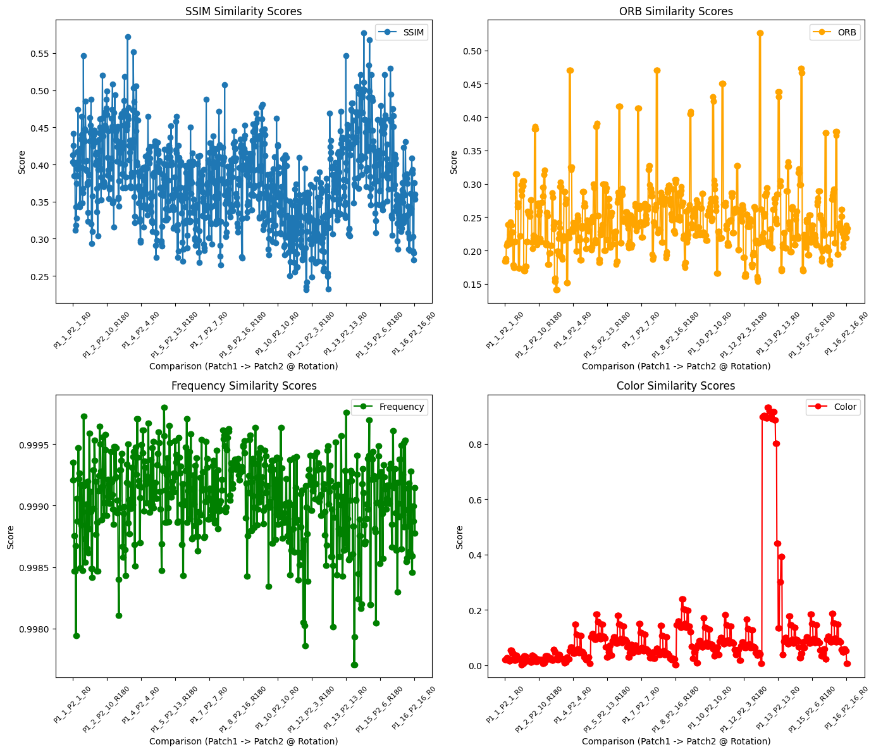 SSIM Similarity Scores
SSIM
0.55
0.50
0.45
0.40
0.35
0.30
0.25
Score
P1_1_P2_1_R0
P1_2_P2_10_R180
P1_4_P2_4_R0
P1_5_P2_13_R180
P1_7_P2_7_R0
P1_8_P2_16_R180
P1_10_P2_10_R0
P1_12_P2_3_R180
P1_13_P2_13_R0
P1_15_P2_6_R180
P1_16_P2_16_R0
Comparison (Patch1 -> Patch2 @ Rotation)
ORB Similarity Scores
ORB
0.50
0.45
0.40
0.35
0.30
0.25
0.20
0.15
Score
P1_1_P2_1_R0
P1_2_P2_10_R180
P1_4_P2_4_R0
P1_5_P2_13_R180
P1_7_P2_7_R0
P1_8_P2_16_R180
P1_10_P2_10_R0
P1_12_P2_3_R180
P1_13_P2_13_R0
P1_15_P2_6_R180
P1_16_P2_16_R0
Comparison (Patch1 -> Patch2 @ Rotation)
Frequency Similarity Scores
Frequency
0.9995
0.9990
0.9985
0.9980
Score
P1_1_P2_1_R0
P1_2_P2_10_R180
P1_4_P2_4_R0
P1_5_P2_13_R180
P1_7_P2_7_R0
P1_8_P2_16_R180
P1_10_P2_10_R0
P1_12_P2_3_R180
P1_13_P2_13_R0
P1_15_P2_6_R180
P1_16_P2_16_R0
Comparison (Patch1 -> Patch2 @ Rotation)
Color Similarity Scores
Color
0.8
0.6
0.4
0.2
0.0
Score
P1_1_P2_1_R0
P1_2_P2_10_R180
P1_4_P2_4_R0
P1_5_P2_13_R180
P1_7_P2_7_R0
P1_8_P2_16_R180
P1_10_P2_10_R0
P1_12_P2_3_R180
P1_13_P2_13_R0
P1_15_P2_6_R180
P1_16_P2_16_R0
Comparison (Patch1 -> Patch2 @ Rotation)